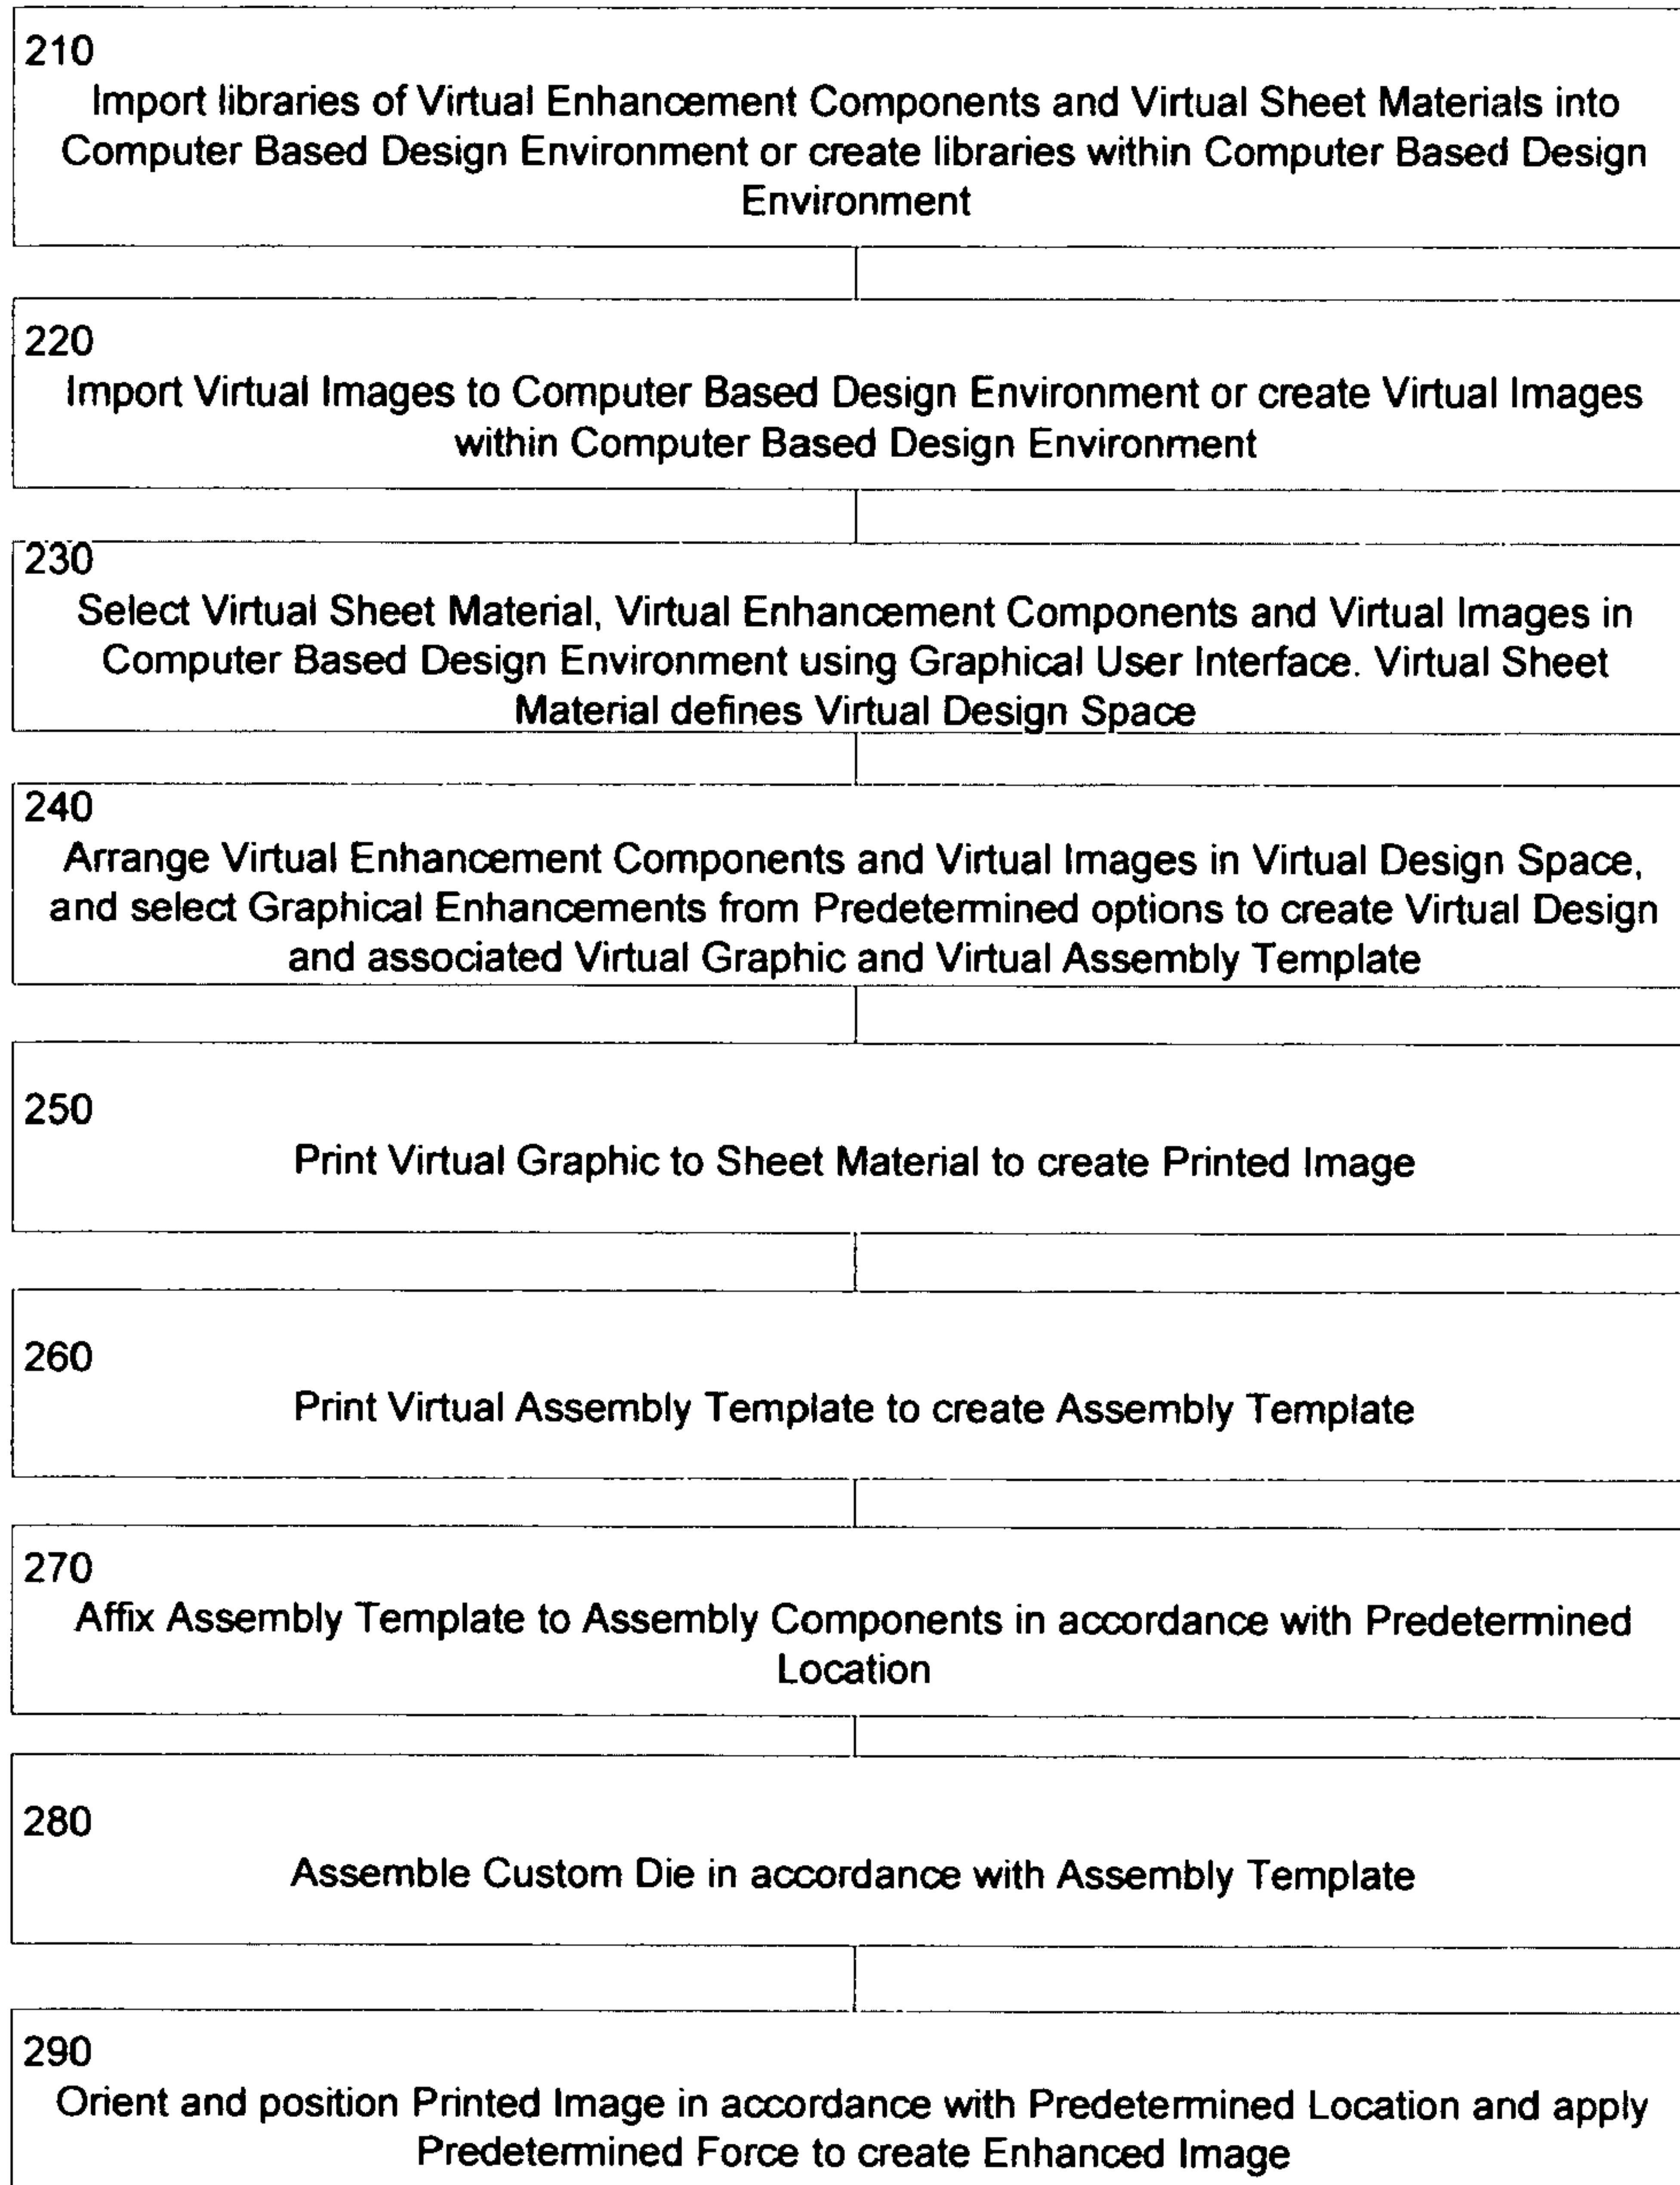 210
Import libraries of Virtual Enhancement Components and Virtual Sheet Materials into
Computer Based Design Environment or create libraries within Computer Based Design
Environment
220
Import Virtual Images to Computer Based Design Environment or create Virtual Images
within Computer Based Design Environment
230
Select Virtual Sheet Material, Virtual Enhancement Components and Virtual Images in
Computer Based Design Environment using Graphical User Interface. Virtual Sheet
Material defines Virtual Design Space
240
Arrange Virtual Enhancement Components and Virtual Images in Virtual Design Space,
and select Graphical Enhancements from Predetermined options to create Virtual Design
and associated Virtual Graphic and Virtual Assembly Template
250
Print Virtual Graphic to Sheet Material to create Printed Image
260
Print Virtual Assembly Template to create Assembly Template
270
Affix Assembly Template to Assembly Components in accordance with Predetermined
Location
280
Assemble Custom Die in accordance with Assembly Template
290
Orient and position Printed Image in accordance with Predetermined Location and apply
Predetermined Force to create Enhanced Image